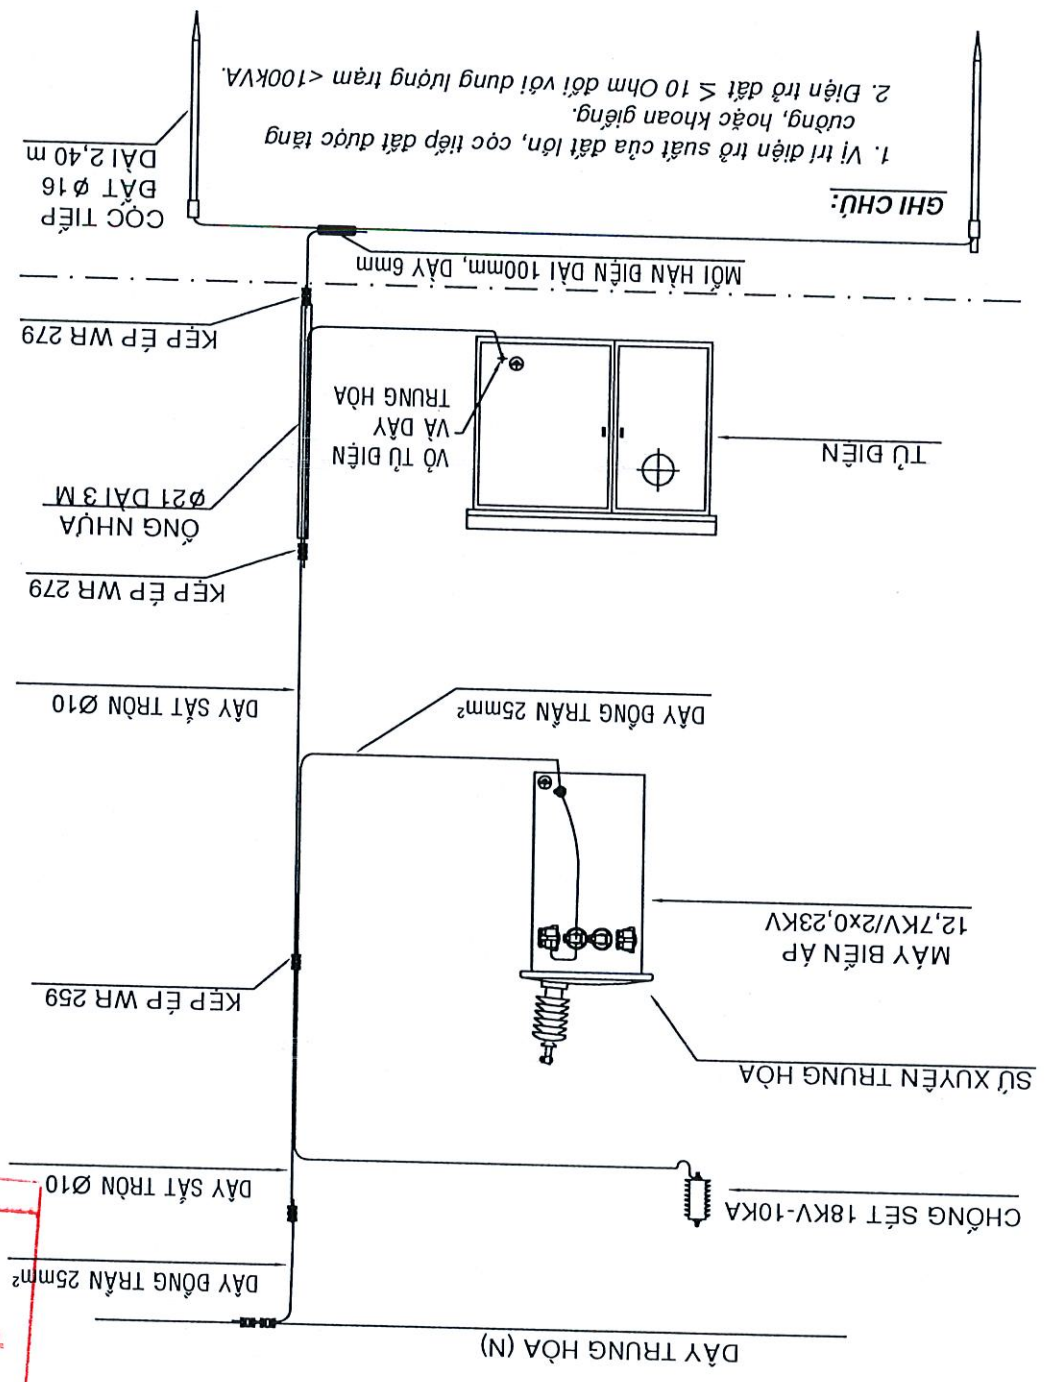 DÂY TRUNG HÒA (N)
DÂY ĐỒNG TRẦN 25mm²
CHỐNG SÉT 18KV-10KA
DÂY SẮT TRÒN Ø10
SỨ XUYÊN TRUNG HÒA
KẸP ÉP WR 259
MÁY BIẾN ÁP
12,7KV/2x0,23KV
DÂY ĐỒNG TRẦN 25mm²
DÂY SẮT TRÒN Ø10
KẸP ÉP WR 279
ỐNG NHỰA
Ø21 DÀI 3 M
TỦ ĐIỆN
VỎ TỦ ĐIỆN
VÀ DÂY
TRUNG HÒA
KẸP ÉP WR 279
MỐI HÀN ĐIỆN DÀI 100mm, DÀY 6mm
GHI CHÚ:
1. Vị trí điện trở suất của đất lớn, cọc tiếp đất được tăng
cường, hoặc khoan giếng.
2. Điện trở đất ≤ 10 Ohm đối với dung lượng trạm <100kVA.
CỌC TIẾP
ĐẤT Ø16
DÀI 2,40 m